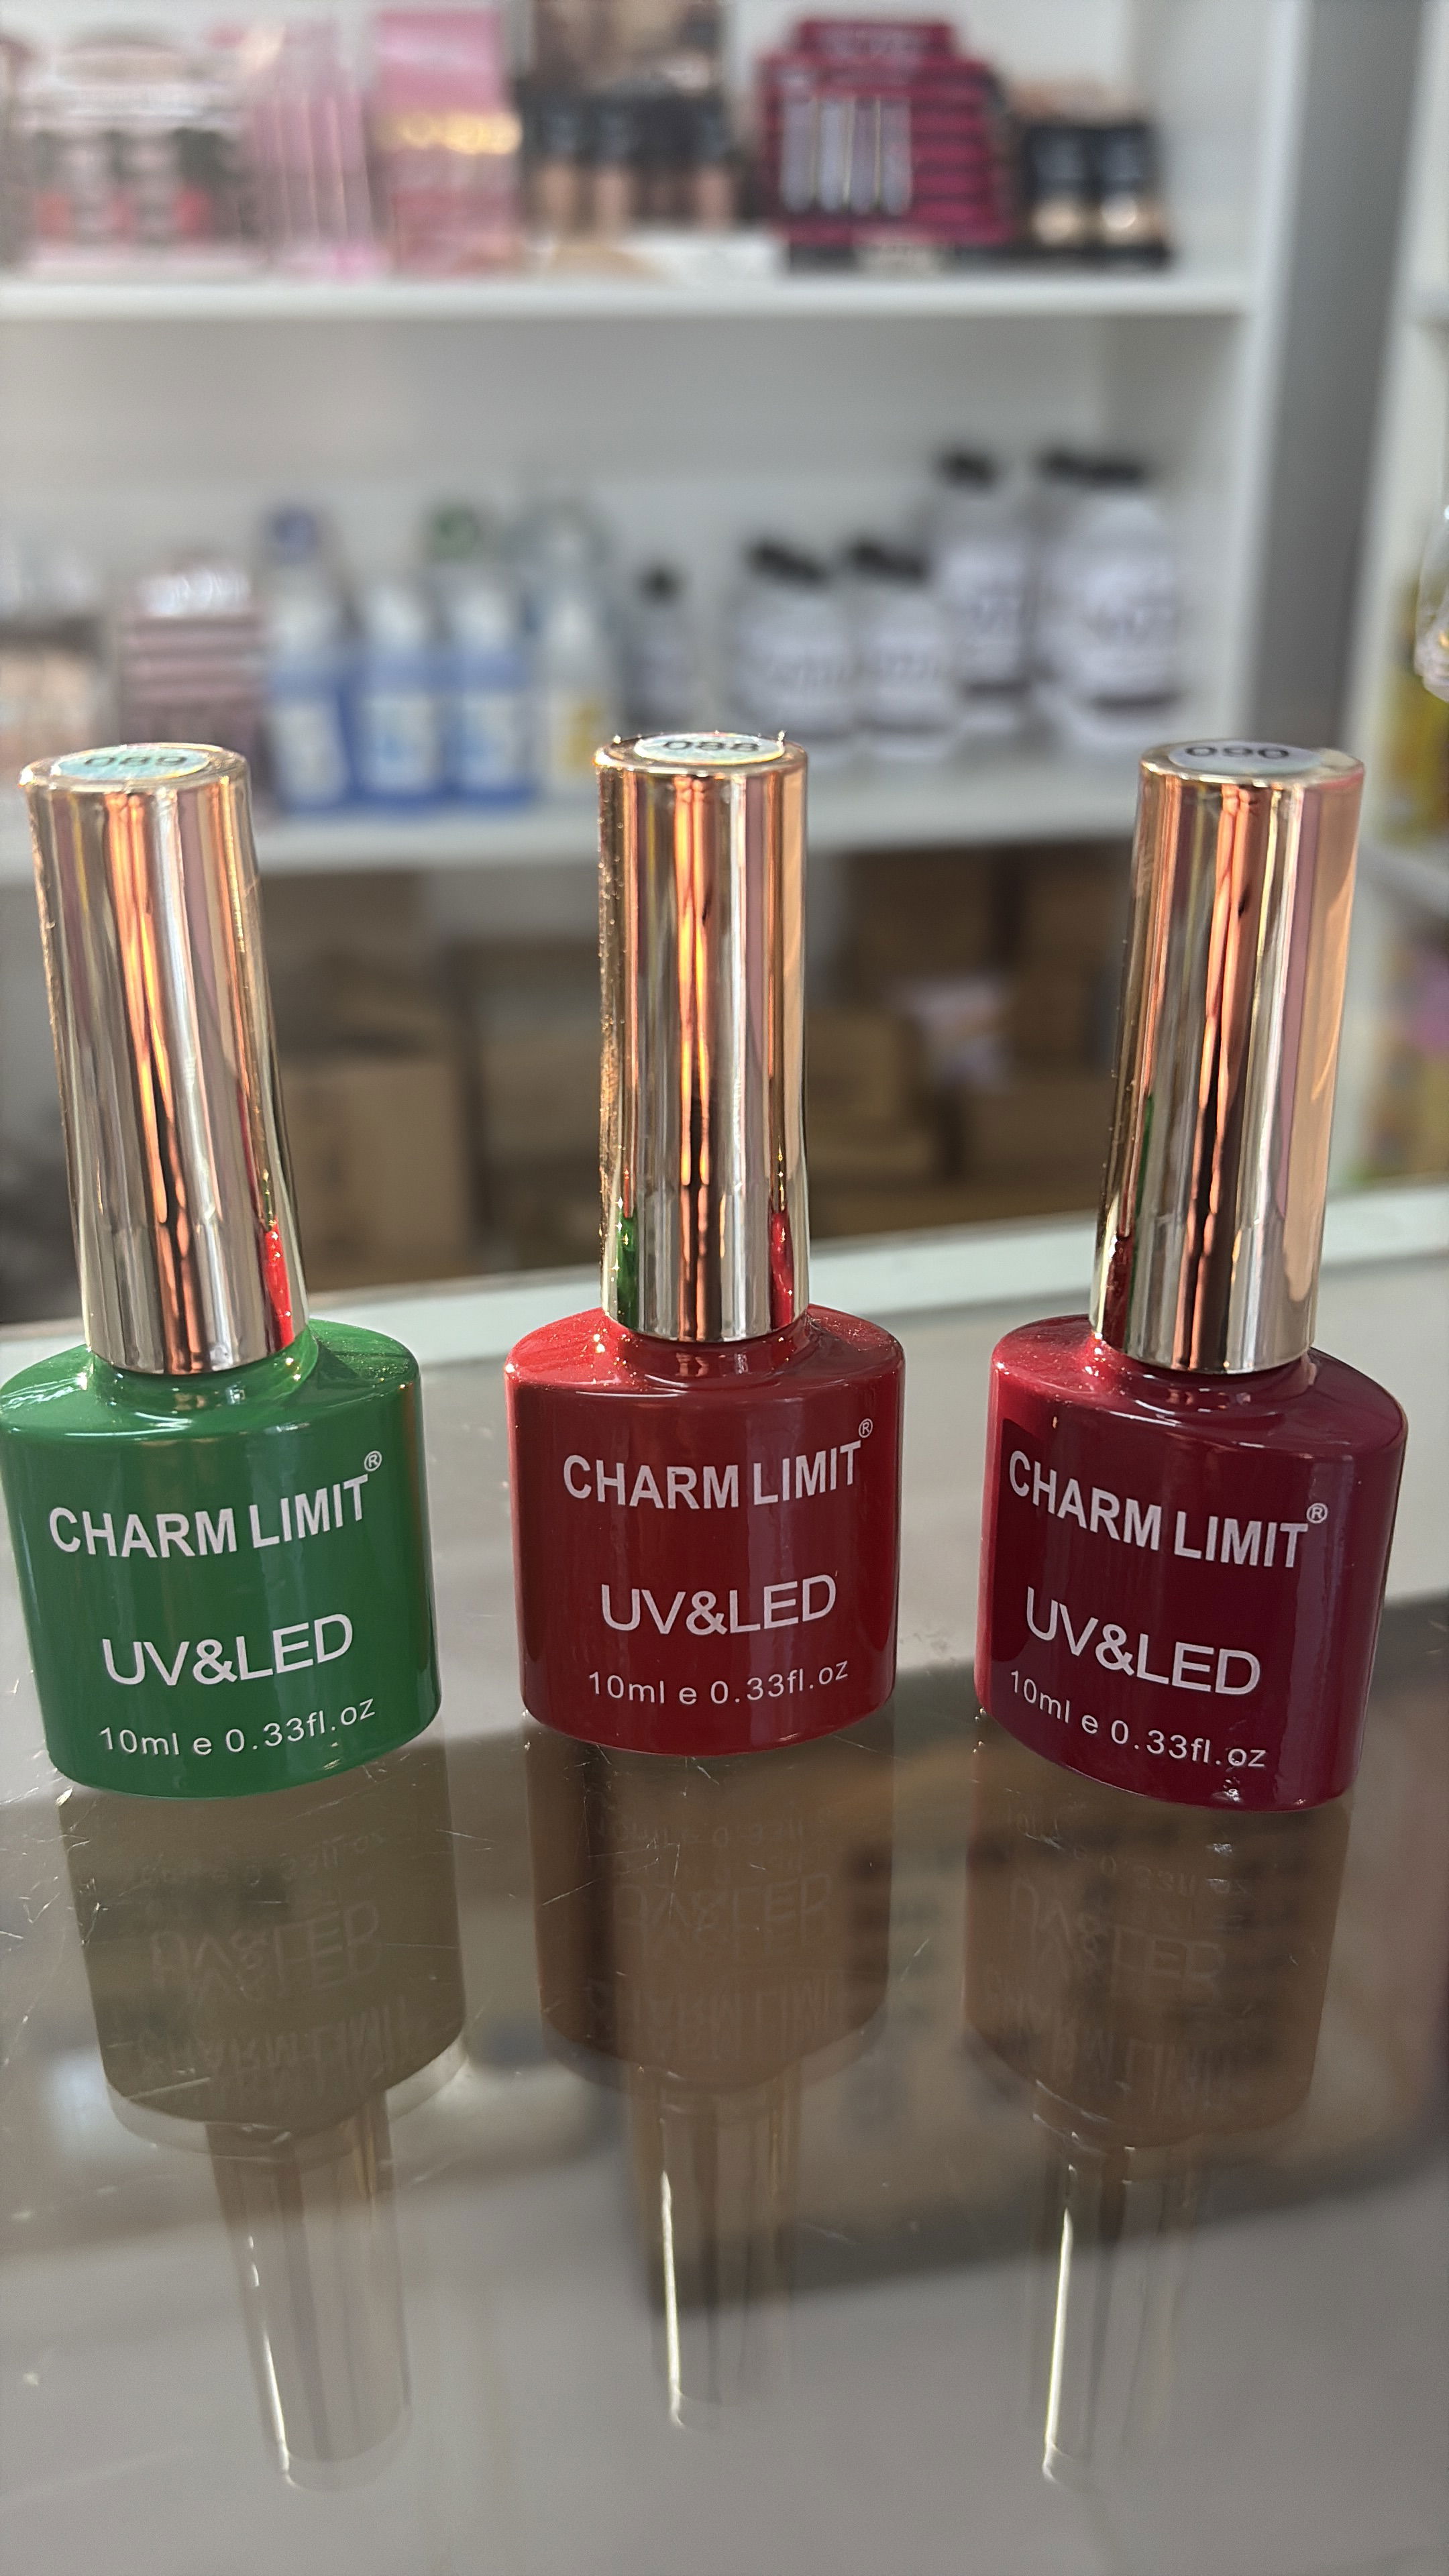 089
CHARM LIMIT®
UV&LED
10ml e 0.33fl.oz
088
CHARM LIMIT®
UV&LED
10ml e 0.33fl.oz
090
CHARM LIMIT®
UV&LED
10ml e 0.33fl.oz